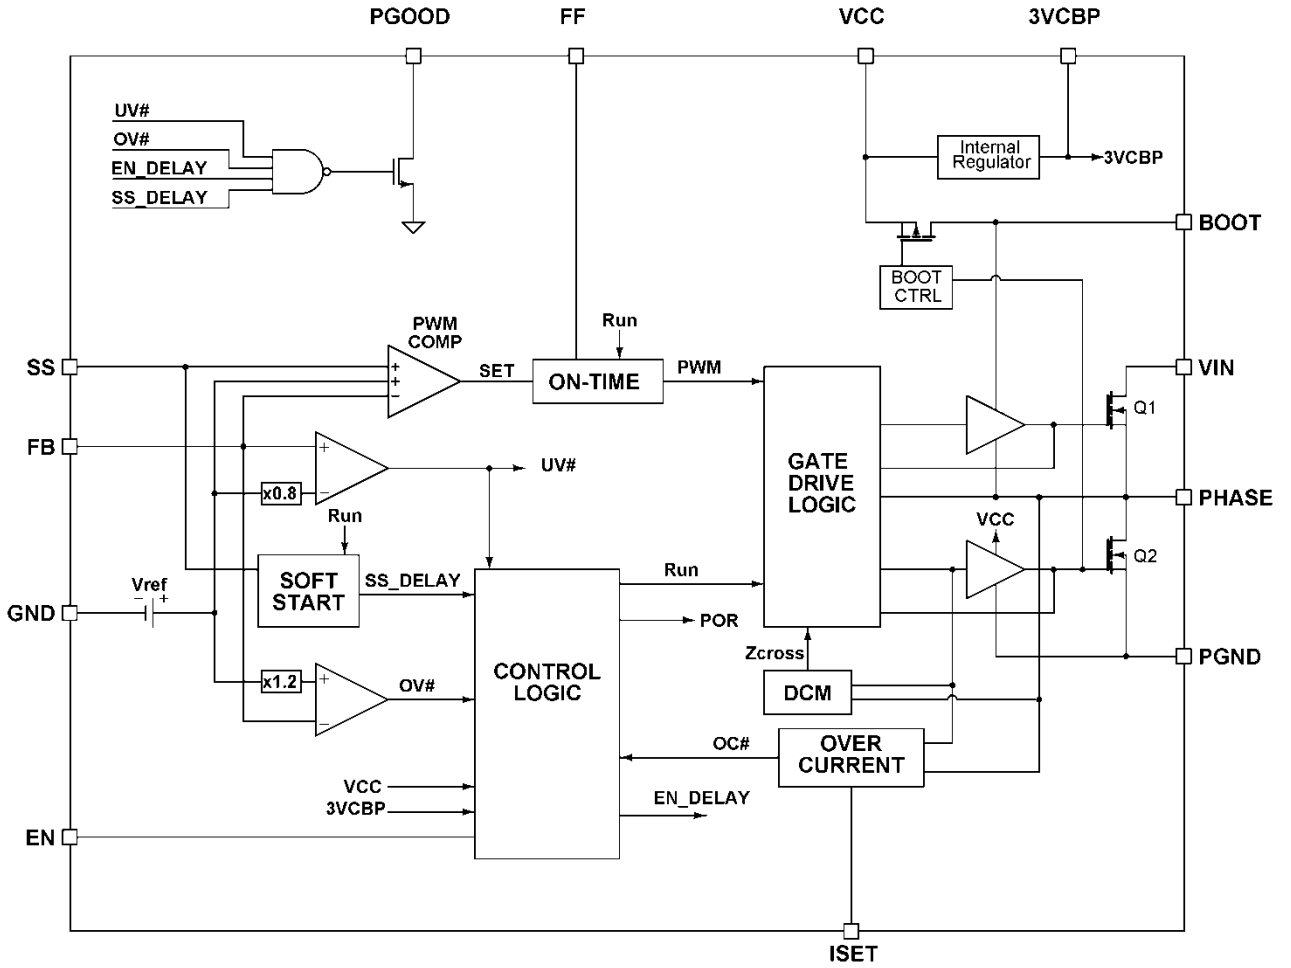 PGOOD
FF
VCC
3VCBP
UV#
OV#
EN_DELAY
SS_DELAY
Internal
Regulator
3VCBP
BOOT
BOOT
CTRL
PWM
COMP
Run
SS
+
+
−
SET
ON-TIME
PWM
VIN
Q1
FB
+
−
x0.8
UV#
GATE
DRIVE
LOGIC
PHASE
Run
VCC
Q2
SOFT
START
SS_DELAY
Run
Vref
− +
GND
POR
Zcross
PGND
CONTROL
LOGIC
x1.2
+
−
OV#
DCM
OC#
OVER
CURRENT
VCC
3VCBP
EN_DELAY
EN
ISET